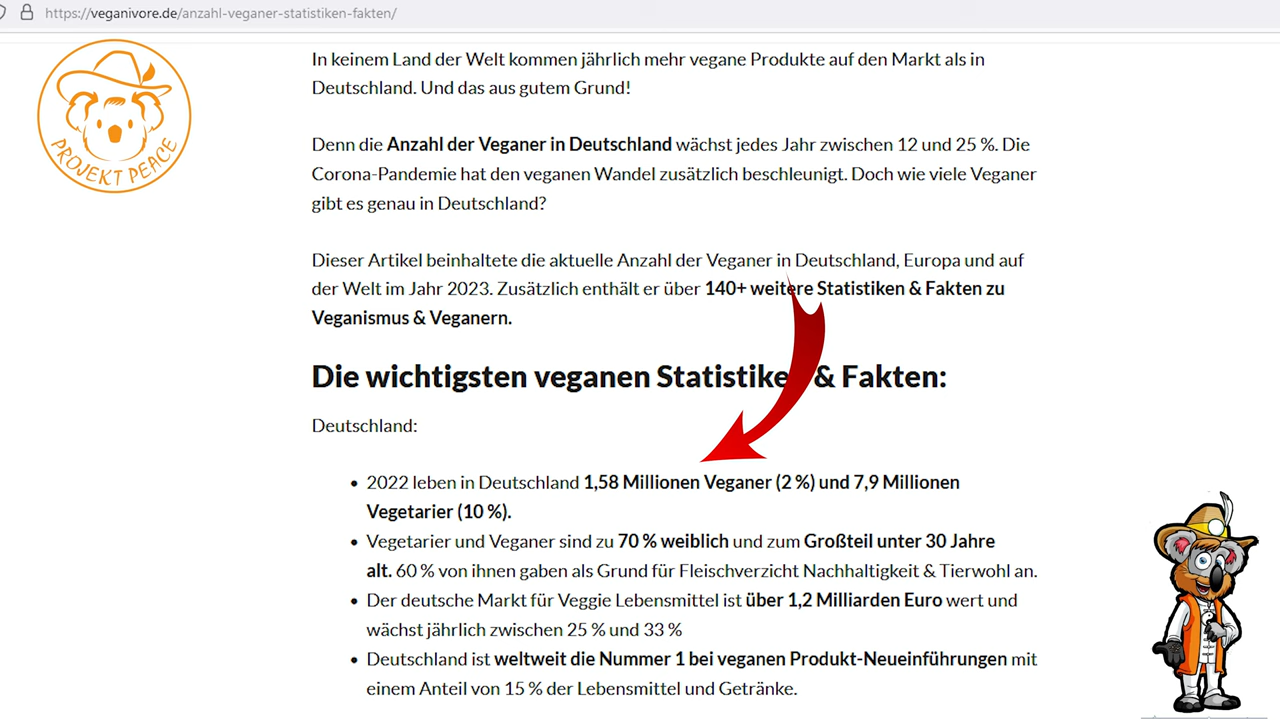 https://veganivore.de/anzahl-veganer-statistiken-fakten/
PROJEKT PEACE
In keinem Land der Welt kommen jährlich mehr vegane Produkte auf den Markt als in
Deutschland. Und das aus gutem Grund!
Denn die Anzahl der Veganer in Deutschland wächst jedes Jahr zwischen 12 und 25 %. Die
Corona-Pandemie hat den veganen Wandel zusätzlich beschleunigt. Doch wie viele Veganer
gibt es genau in Deutschland?
Dieser Artikel beinhaltete die aktuelle Anzahl der Veganer in Deutschland, Europa und auf
der Welt im Jahr 2023. Zusätzlich enthält er über 140+ weitere Statistiken & Fakten zu
Veganismus & Veganern.
Die wichtigsten veganen Statistiken & Fakten:
Deutschland:
• 2022 leben in Deutschland 1,58 Millionen Veganer (2 %) und 7,9 Millionen
Vegetarier (10 %).
• Vegetarier und Veganer sind zu 70 % weiblich und zum Großteil unter 30 Jahre
alt. 60 % von ihnen gaben als Grund für Fleischverzicht Nachhaltigkeit & Tierwohl an.
• Der deutsche Markt für Veggie Lebensmittel ist über 1,2 Milliarden Euro wert und
wächst jährlich zwischen 25 % und 33 %
• Deutschland ist weltweit die Nummer 1 bei veganen Produkt-Neueinführungen mit
einem Anteil von 15 % der Lebensmittel und Getränke.